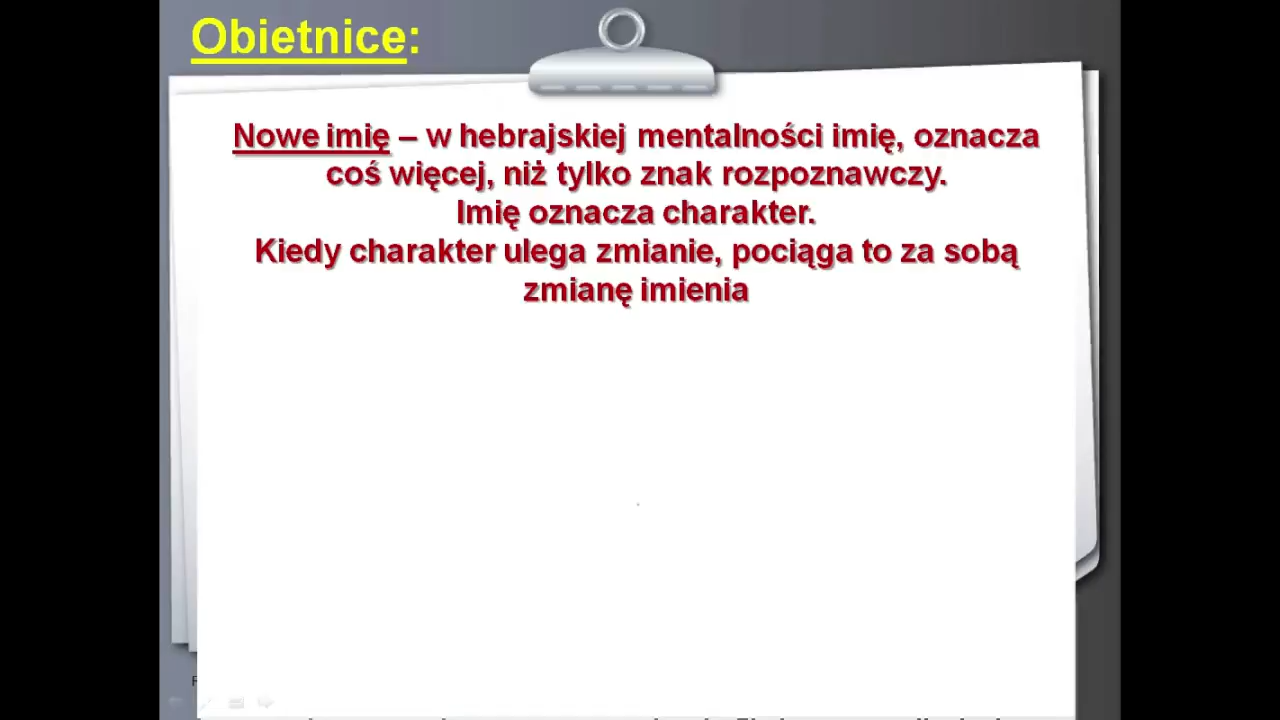 Obietnice:
Nowe imię – w hebrajskiej mentalności imię, oznacza
coś więcej, niż tylko znak rozpoznawczy.
Imię oznacza charakter.
Kiedy charakter ulega zmianie, pociąga to za sobą
zmianę imienia